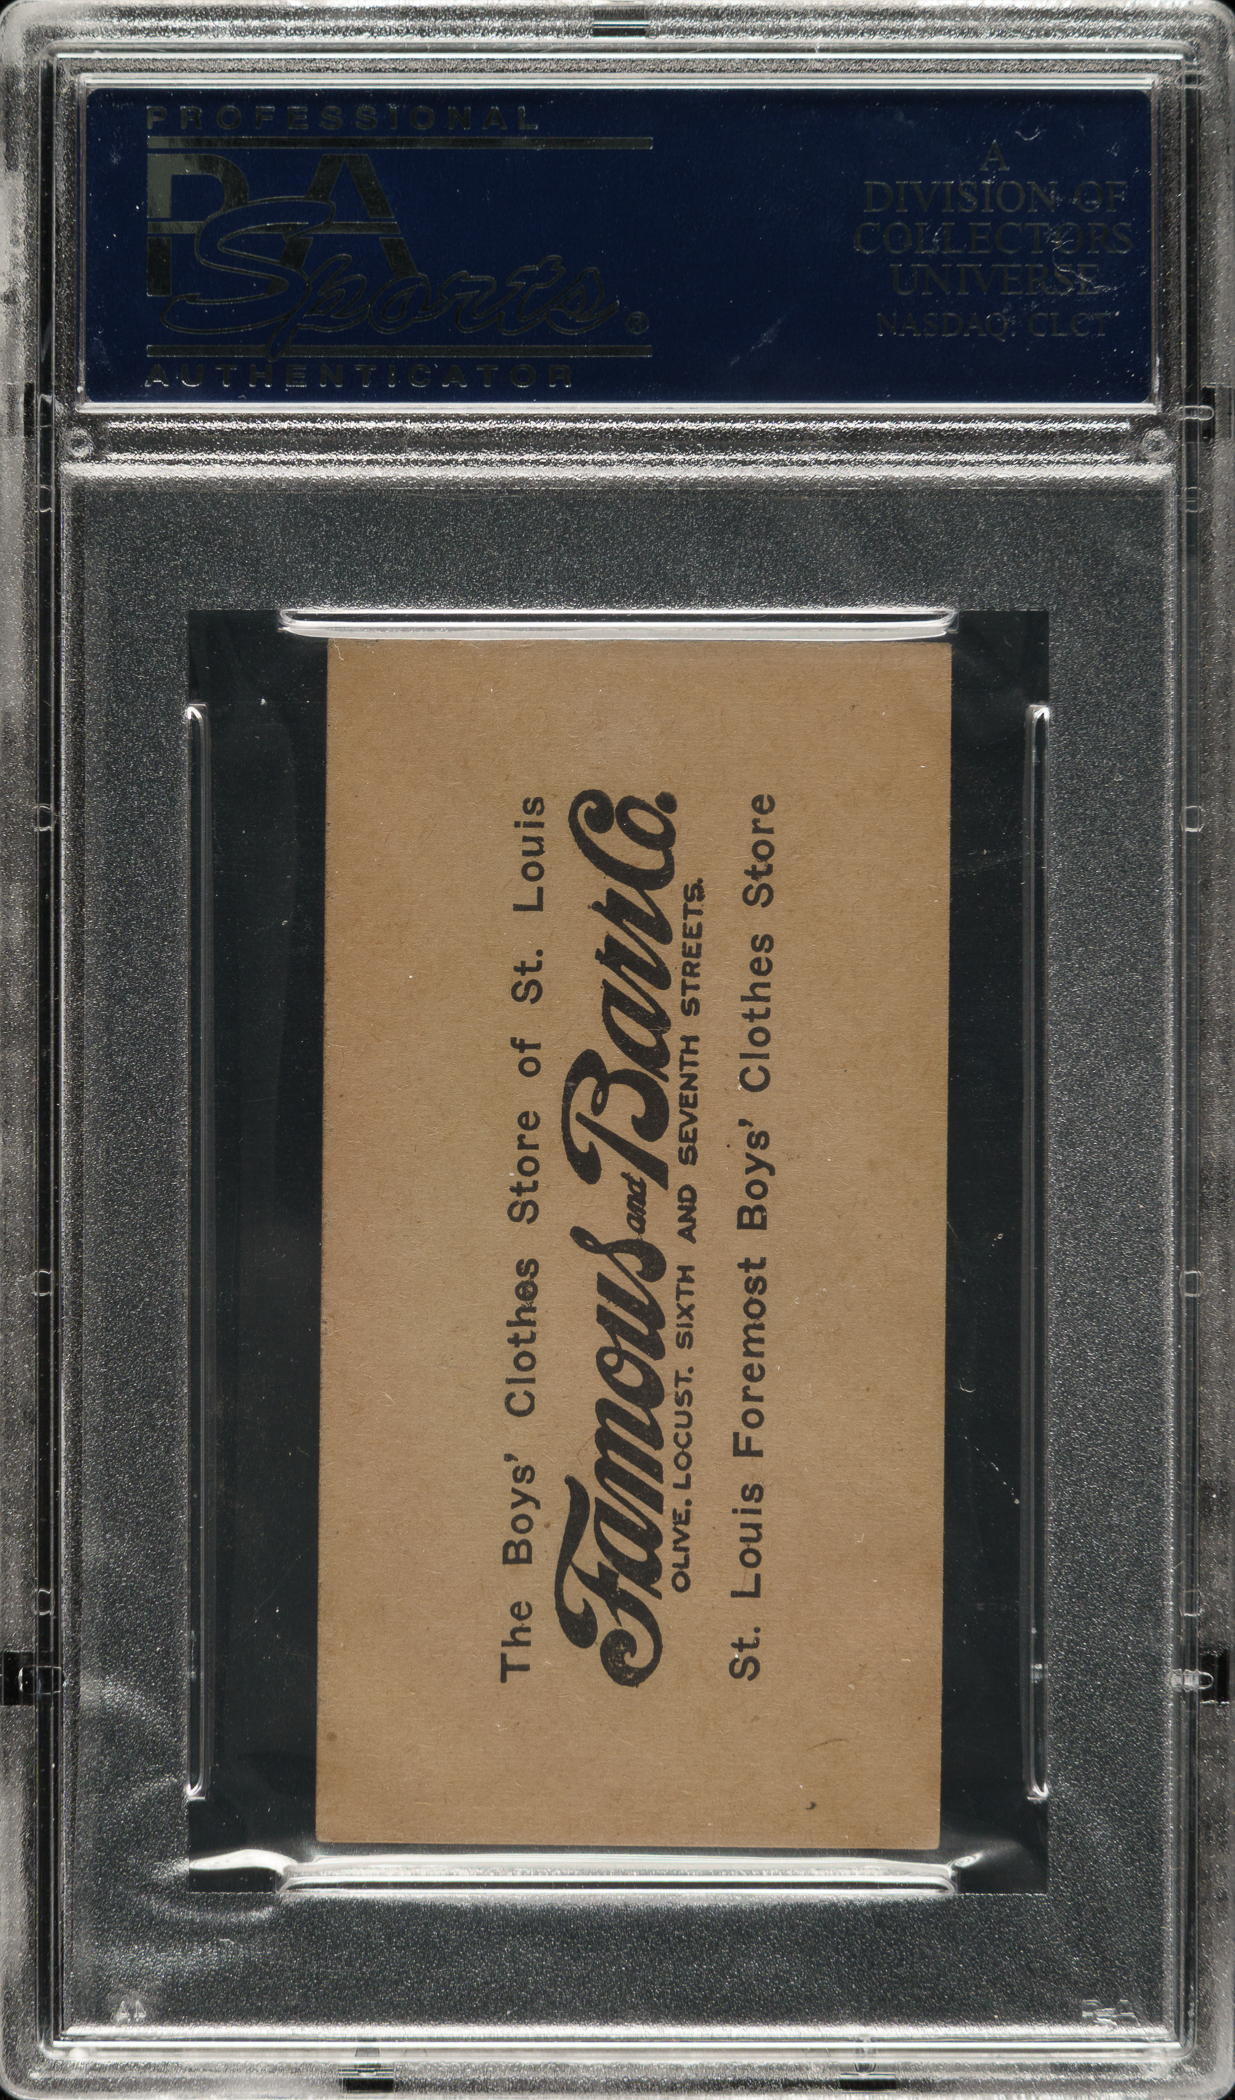 PROFESSIONAL
PSA
Sports®
AUTHENTICATOR
A
DIVISION OF
COLLECTORS
UNIVERSE
NASDAQ: CLCT
The Boys' Clothes Store of St. Louis
Famous and Barr Co.
OLIVE, LOCUST, SIXTH AND SEVENTH STREETS.
St. Louis Foremost Boys' Clothes Store